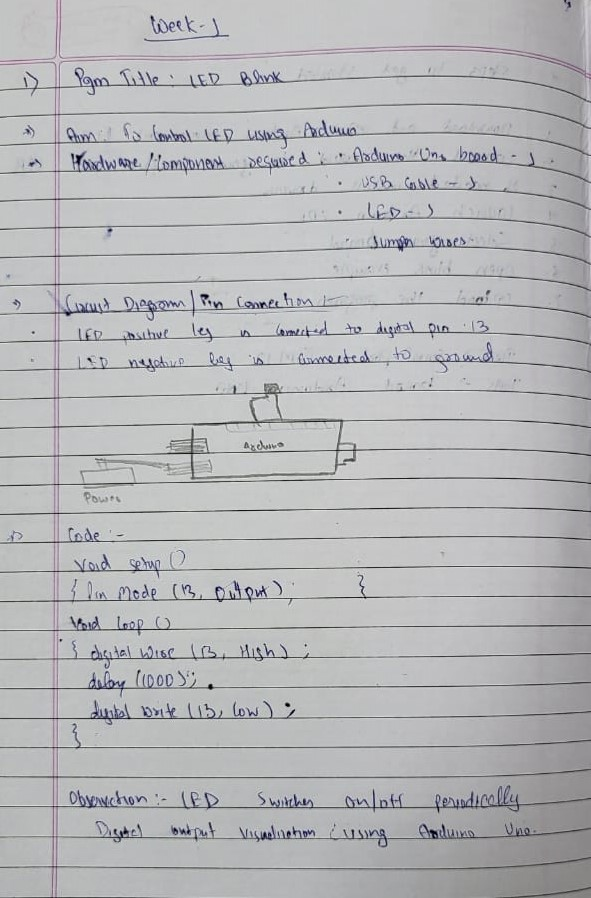 Week-1
1) Pgm Title: LED Blink
→) Aim: To Control LED using Arduino
→) Hardware/Component required: • Arduino Uno board - 1
• USB Cable - 1
• LED - 1
Jumper wires
→) Circuit Diagram/Pin Connection :-
• LED positive leg is connected to digital pin 13
• LED negative leg is connected to ground
Arduino
Power
→) Code :-
Void setup ()
{ Pin Mode (13, OutPut); }
Void loop ()
{ digital Wrie (13, High) ;
delay (1000);
digital write (13, Low) ;
}
Observation :- LED Switches on/off periodically
Digital output visualisation using Arduino Uno.